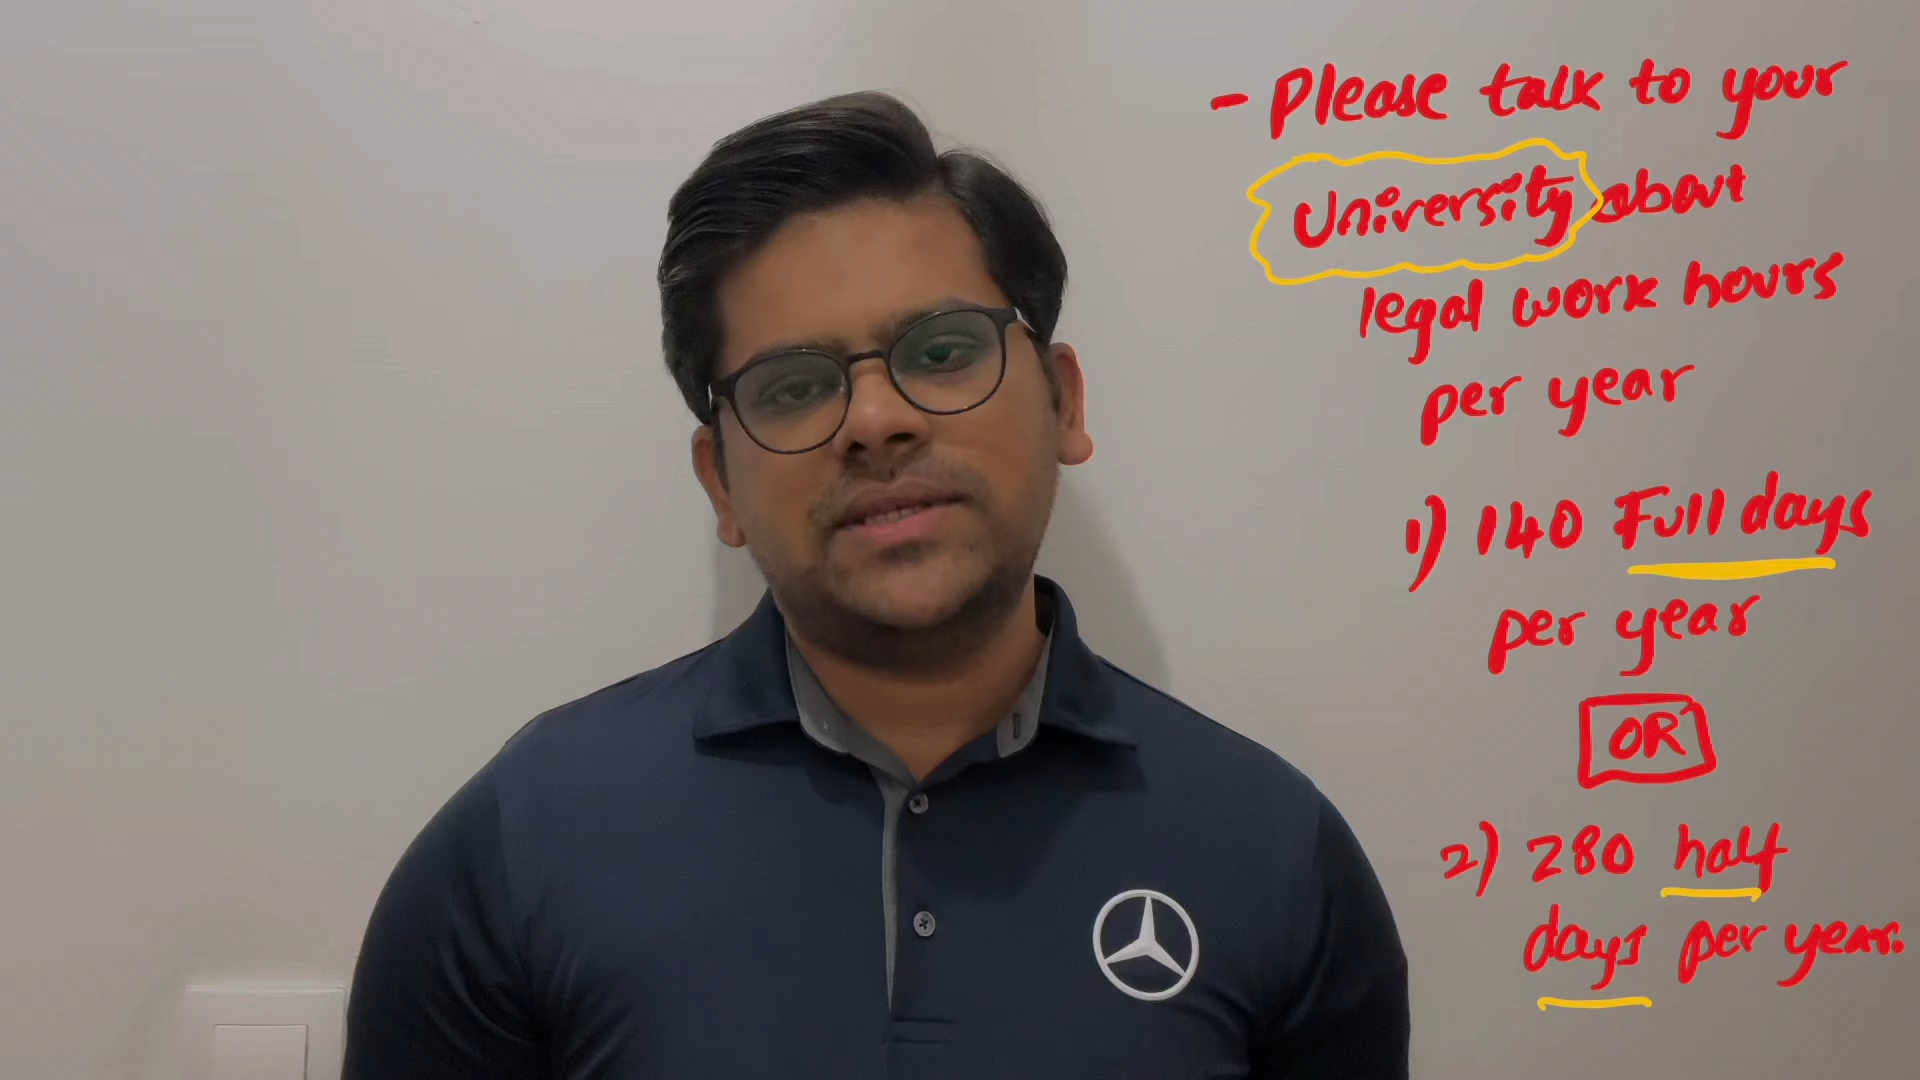 - Please talk to your
University about
legal work hours
per year
1) 140 Full days
per year
OR
2) 280 half
days per year.